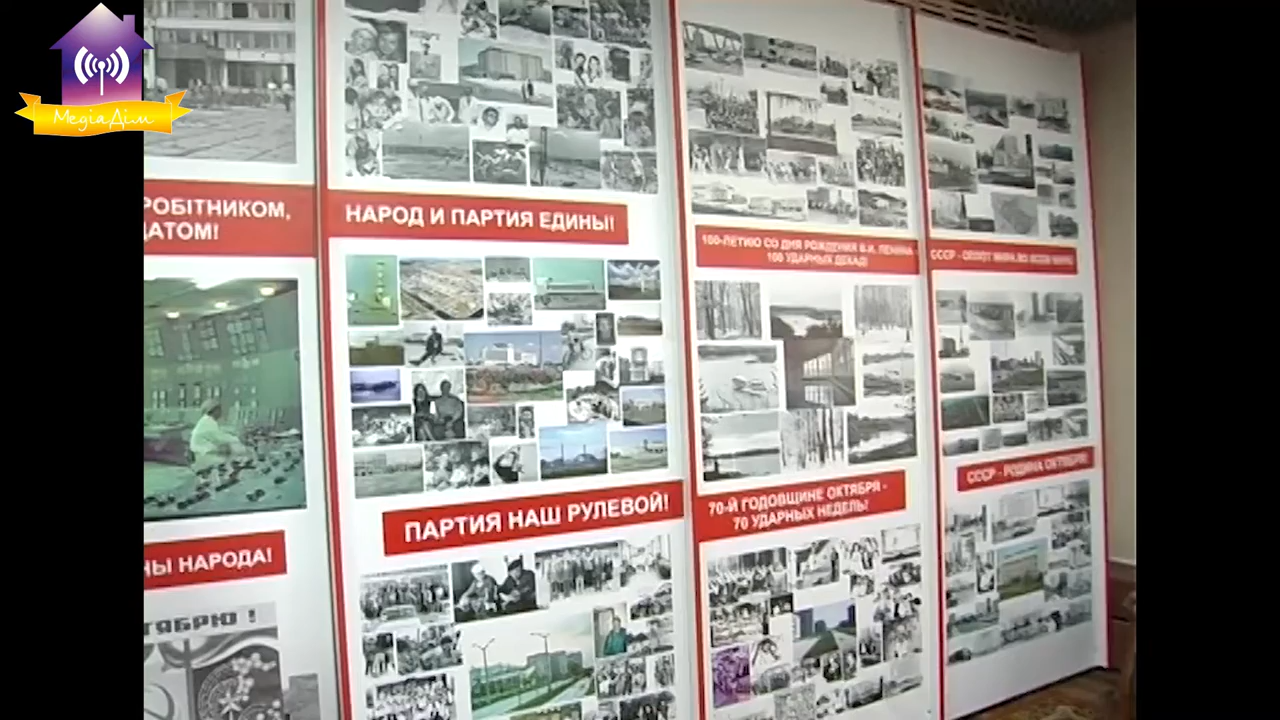 МедіаДім
РОБІТНИКОМ,
ДАТОМ!
НАРОД И ПАРТИЯ ЕДИНЫ!
100-ЛЕТИЮ СО ДНЯ РОЖДЕНИЯ В.И. ЛЕНИНА
100 УДАРНЫХ ДЕКАД!
СССР - ОПЛОТ МИРА ВО ВСЕМ МИРЕ!
ПАРТИЯ НАШ РУЛЕВОЙ!
70-Й ГОДОВЩИНЕ ОКТЯБРЯ -
70 УДАРНЫХ НЕДЕЛЬ!
СССР - РОДИНА ОКТЯБРЯ!
НЫ НАРОДА!
ТЯБРЮ !